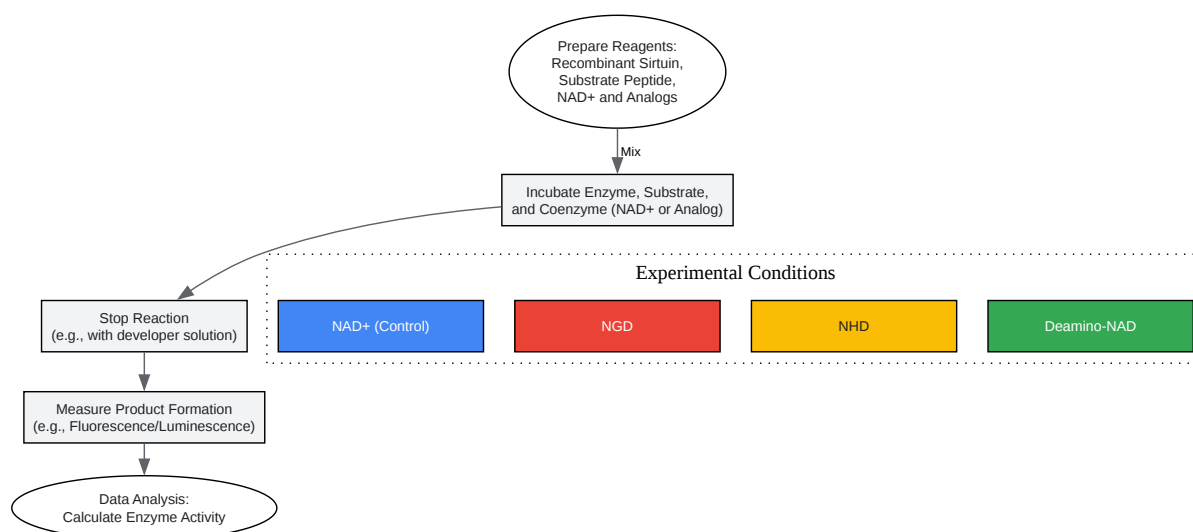 Prepare Reagents:
Recombinant Sirtuin,
Substrate Peptide,
NAD+ and Analogs
Mix
Incubate Enzyme, Substrate,
and Coenzyme (NAD+ or Analog)
Experimental Conditions
Stop Reaction
(e.g., with developer solution)
NAD+ (Control)
NGD
NHD
Deamino-NAD
Measure Product Formation
(e.g., Fluorescence/Luminescence)
Data Analysis:
Calculate Enzyme Activity